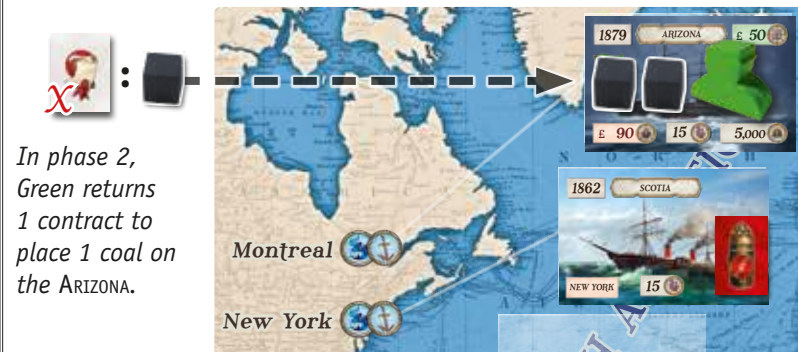 X :
1879 ARIZONA £ 50
£ 90 15 5,000
In phase 2,
Green returns
1 contract to
place 1 coal on
the ARIZONA.
N O R H
1862 SCOTIA
NEW YORK 15
Montreal
New York